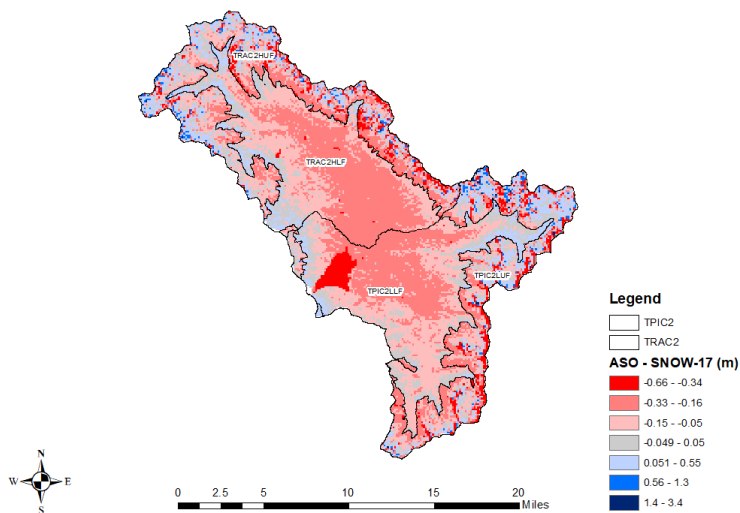 TRAC2HUF
TRAC2HLF
TPIC2LUF
TPIC2LLF
Legend
TPIC2
TRAC2
ASO - SNOW-17 (m)
-0.66 - -0.34
-0.33 - -0.16
-0.15 - -0.05
-0.049 - 0.05
0.051 - 0.55
0.56 - 1.3
1.4 - 3.4
N
W E
S
0 2.5 5 10 15 20
Miles